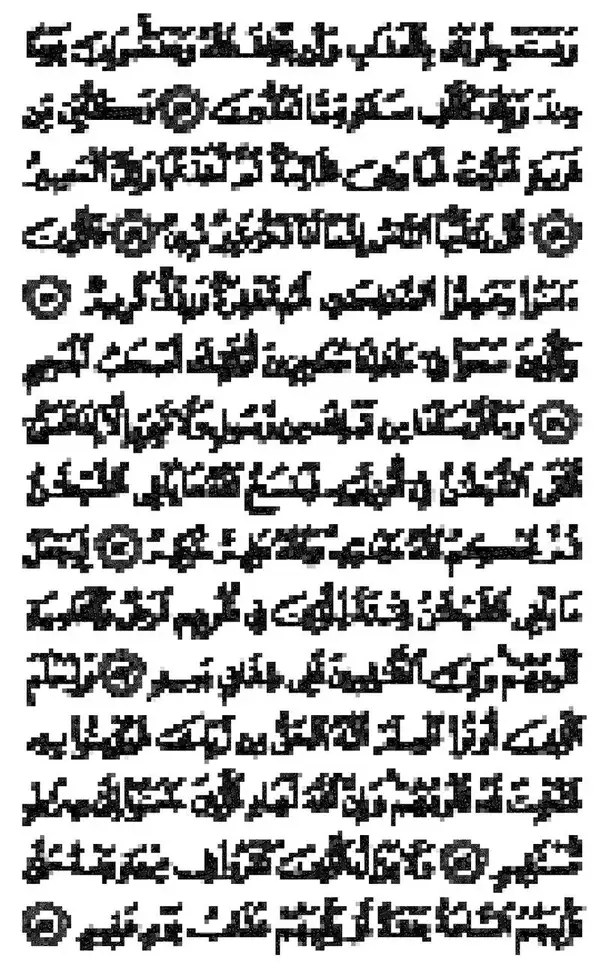 ويستعجلونك بالعذاب ولن يخلف الله وعده وإن يوما
عند ربك كألف سنة مما تعدون ۝ وكأين من
قرية أمليت لها وهي ظالمة ثم أخذتها وإلي المصير
۝ قل يأيها الناس إنما أنا لكم نذير مبين ۝ فالذين
ءامنوا وعملوا الصالحات لهم مغفرة ورزق كريم ۝
والذين سعوا في ءاياتنا معاجزين أولئك أصحاب الجحيم
۝ وما أرسلنا من قبلك من رسول ولا نبي إلا إذا تمنى
ألقى الشيطان في أمنيته فينسخ الله ما يلقي الشيطان
ثم يحكم الله ءاياته والله عليم حكيم ۝ ليجعل
ما يلقي الشيطان فتنة للذين في قلوبهم مرض والقاسية
قلوبهم وإن الظالمين لفي شقاق بعيد ۝ وليعلم
الذين أوتوا العلم أنه الحق من ربك فيؤمنوا به
فتخبت له قلوبهم وإن الله لهاد الذين ءامنوا إلى صراط
مستقيم ۝ ولا يزال الذين كفروا في مرية منه حتى
تأتيهم الساعة بغتة أو يأتيهم عذاب يوم عقيم ۝